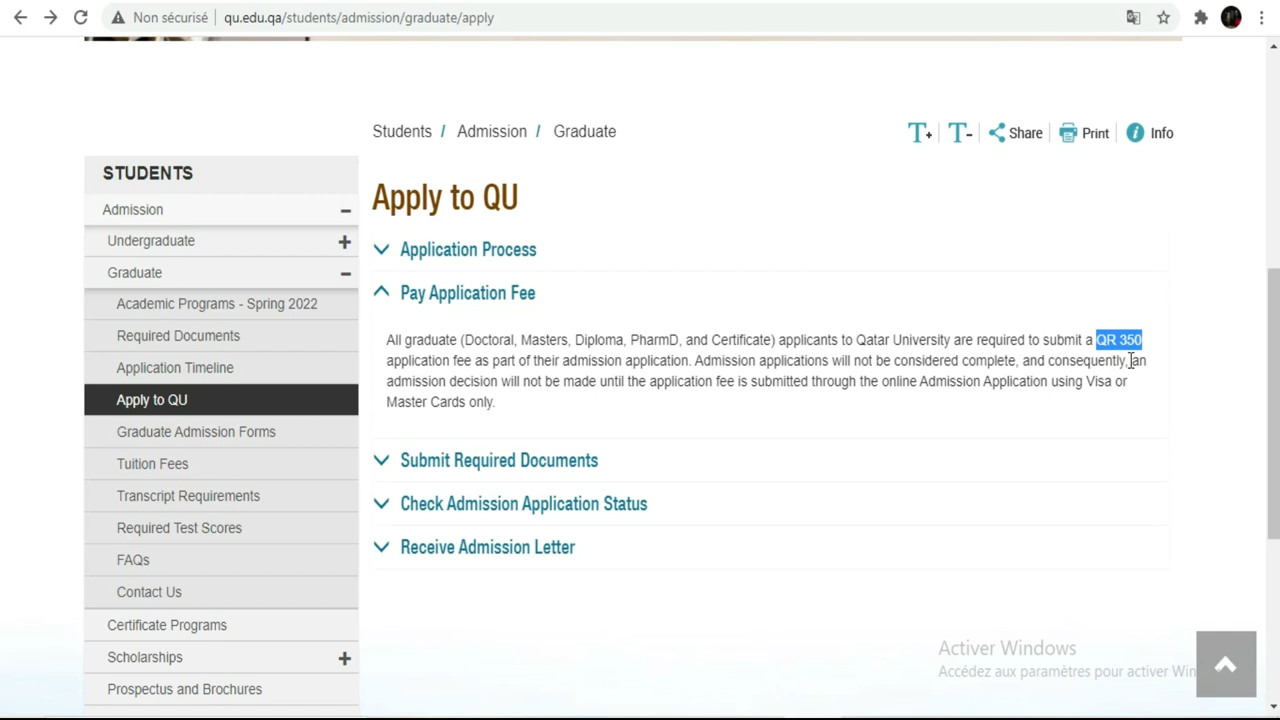 Non sécurisé
qu.edu.qa/students/admission/graduate/apply
Students / Admission / Graduate
T+ T- Share Print i Info
STUDENTS
Admission
Undergraduate
Graduate
Academic Programs - Spring 2022
Required Documents
Application Timeline
Apply to QU
Graduate Admission Forms
Tuition Fees
Transcript Requirements
Required Test Scores
FAQs
Contact Us
Certificate Programs
Scholarships
Prospectus and Brochures
Apply to QU
Application Process
Pay Application Fee
All graduate (Doctoral, Masters, Diploma, PharmD, and Certificate) applicants to Qatar University are required to submit a QR 350
application fee as part of their admission application. Admission applications will not be considered complete, and consequently, an
admission decision will not be made until the application fee is submitted through the online Admission Application using Visa or
Master Cards only.
Submit Required Documents
Check Admission Application Status
Receive Admission Letter
Activer Windows
Accédez aux paramètres pour activer Win